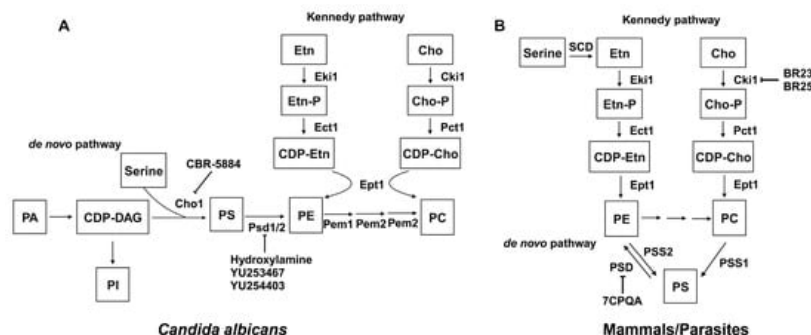 A
Kennedy pathway
Etn
Cho
Eki1
Cki1
Etn-P
Cho-P
Ect1
Pct1
de novo pathway
CDP-Etn
CDP-Cho
Serine
CBR-5884
Ept1
Cho1
PA
CDP-DAG
PS
PE
PC
Psd1/2
Pem1 Pem2 Pem2
PI
Hydroxylamine
YU253467
YU254403
Candida albicans
B
Kennedy pathway
Serine
SCD
Etn
Cho
Eki1
Cki1
BR23
BR25
Etn-P
Cho-P
Ect1
Pct1
CDP-Etn
CDP-Cho
Ept1
Ept1
PE
PC
de novo pathway
PSS2
PSS1
PSD
PS
7CPQA
Mammals/Parasites